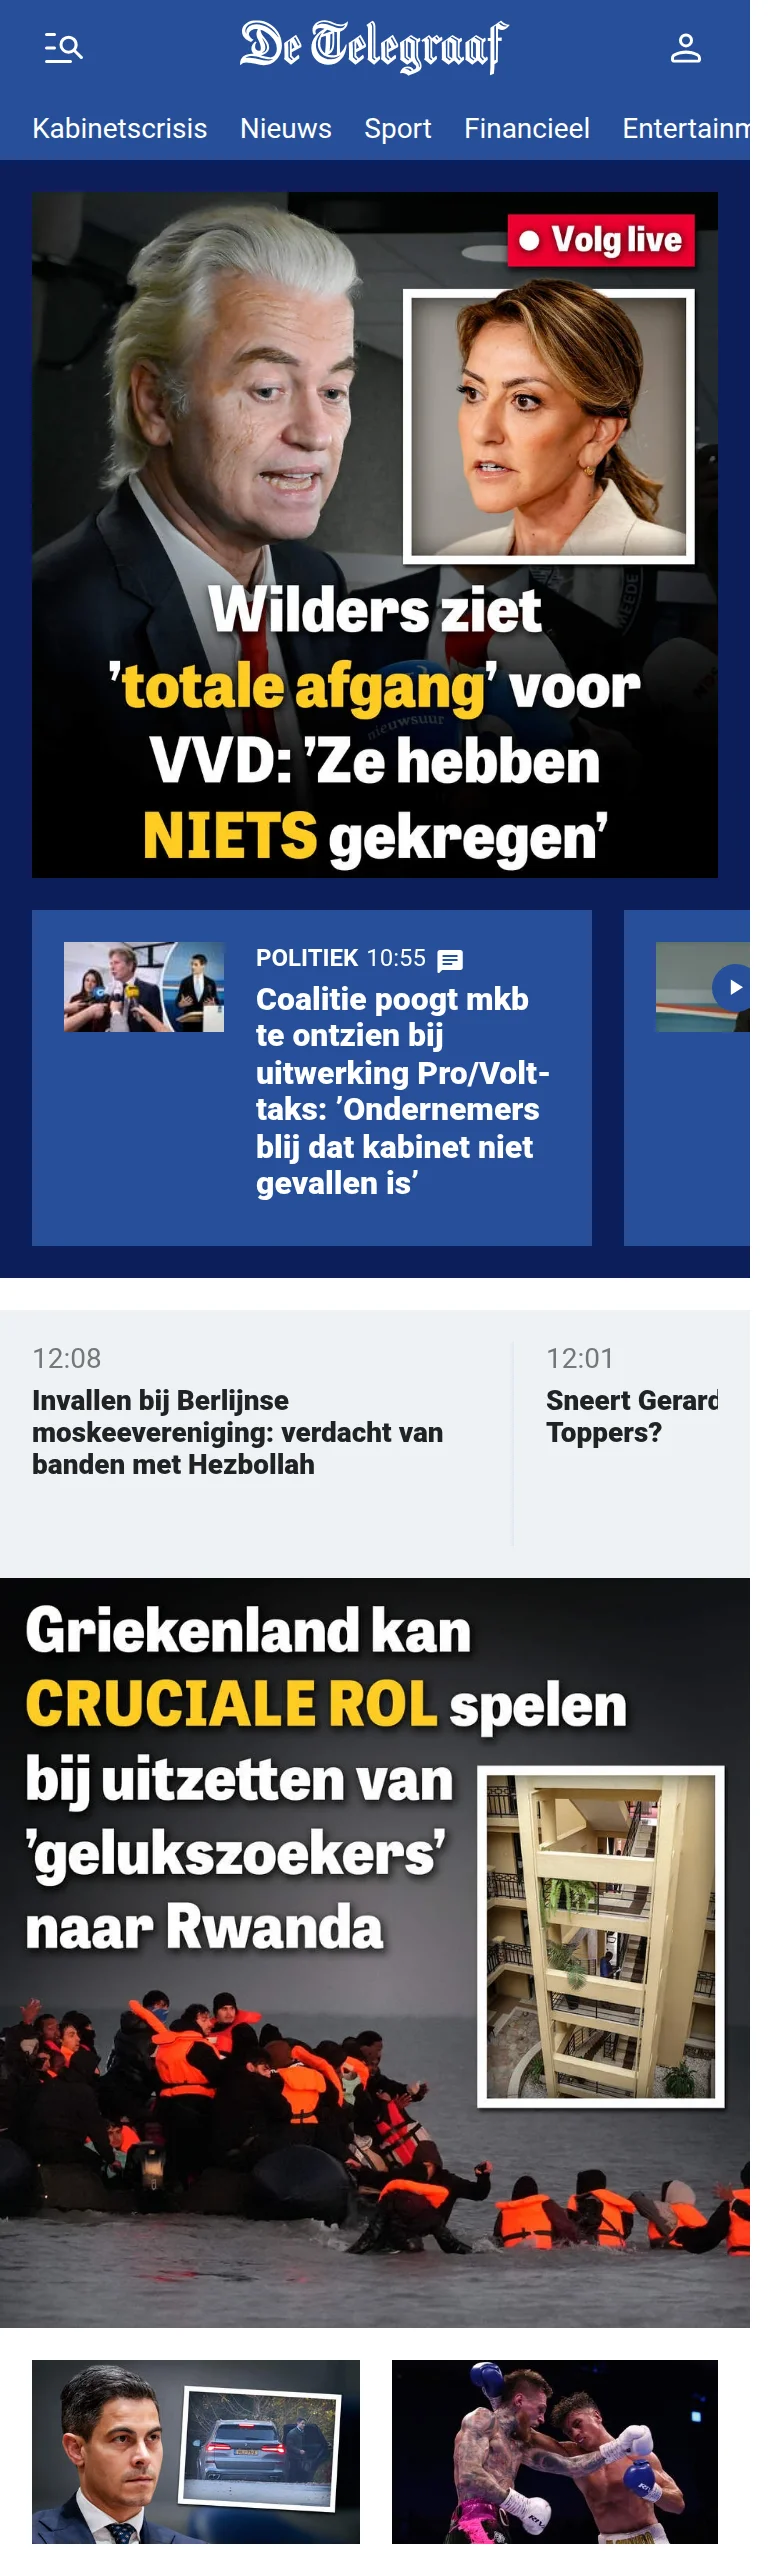 De Telegraaf
Kabinetscrisis Nieuws Sport Financieel Entertainm
Volg live
Wilders ziet
’totale afgang’ voor
VVD: ’Ze hebben
NIETS gekregen’
nieuwsuur
POLITIEK 10:55
Coalitie poogt mkb
te ontzien bij
uitwerking Pro/Volt-
taks: ’Ondernemers
blij dat kabinet niet
gevallen is’
12:08
Invallen bij Berlijnse
moskeevereniging: verdacht van
banden met Hezbollah
12:01
Sneert Gerard
Toppers?
Griekenland kan
CRUCIALE ROL spelen
bij uitzetten van
’gelukszoekers’
naar Rwanda